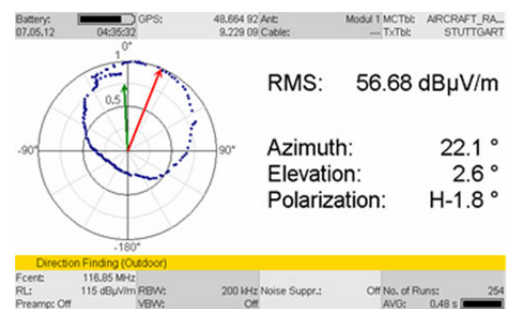 Battery: GPS: 48.664 92 Ant: Modul 1 MCTbl: AIRCRAFT_RA...
07.05.12 04:35:32 9.229 09 Cable: --- TxTbl: STUTTGART
0°
1
0.5
-90° 90°
-180°
RMS: 56.68 dBµV/m
Azimuth: 22.1 °
Elevation: 2.6 °
Polarization: H-1.8 °
Direction Finding (Outdoor)
Fcent: 116.85 MHz
RL: 115 dBµV/m RBW: 200 kHz Noise Suppr.: Off No. of Runs: 254
Preamp: Off VBW: Off AVG: 0.48 s